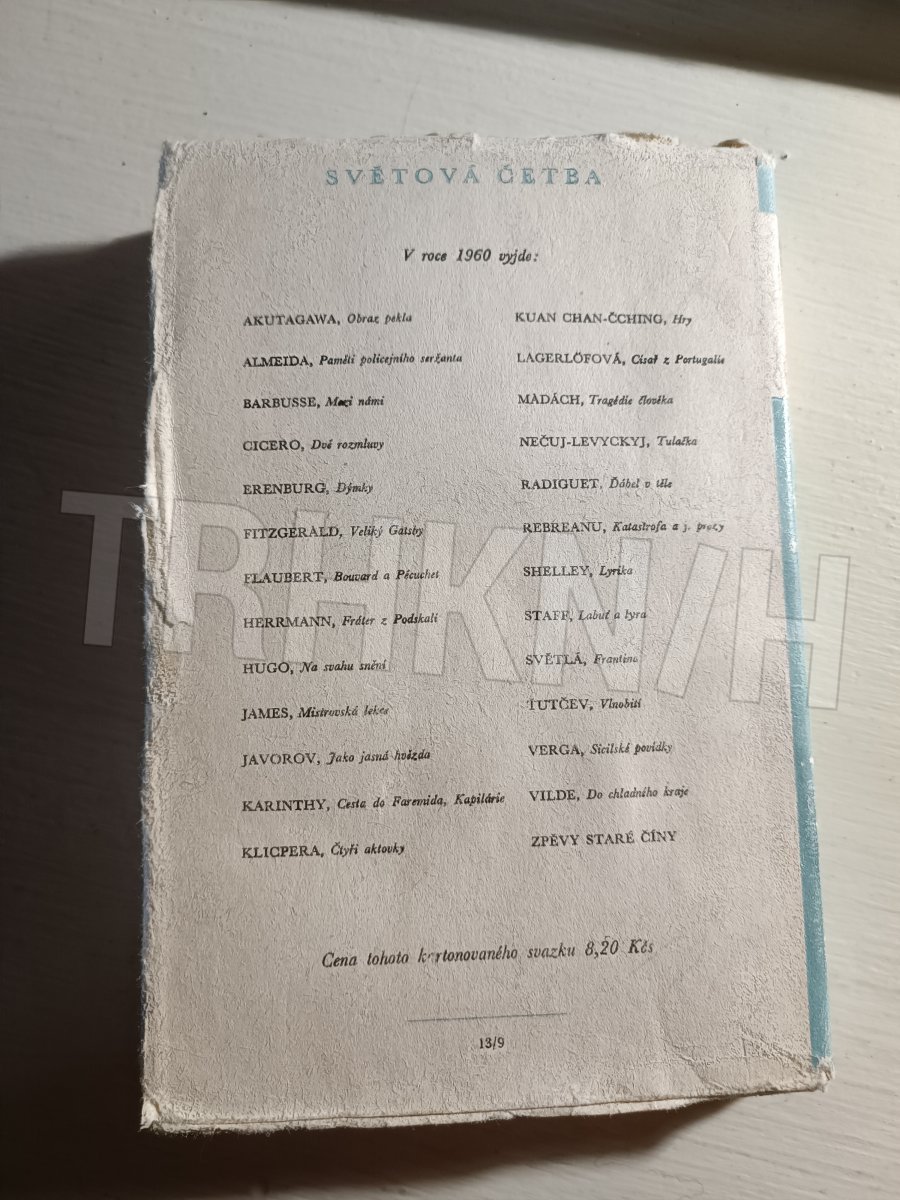 SVĚTOVÁ ČETBA
V roce 1960 vyjde:
AKUTAGAWA, Obraz pekla
ALMEIDA, Paměti policejního seržanta
BARBUSSE, Mezi námi
CICERO, Dvě rozmluvy
ERENBURG, Dýmky
FITZGERALD, Veliký Gatsby
FLAUBERT, Bouvard a Pécuchet
HERRMANN, Fráter z Podskalí
HUGO, Na svahu snění
JAMES, Mistrovská lekce
JAVOROV, Jako jasná hvězda
KARINTHY, Cesta do Faremida, Kapilárie
KLICPERA, Čtyři aktovky
KUAN CHAN-ČCHING, Hry
LAGERLÖFOVÁ, Císař z Portugalie
MADÁCH, Tragédie člověka
NEČUJ-LEVYCKYJ, Tulačka
RADIGUET, Ďábel v těle
REBREANU, Katastrofa a j. prózy
SHELLEY, Lyrika
STAFF, Labuť a lyra
SVĚTLÁ, Frantina
ŤUTČEV, Vlnobití
VERGA, Sicilské povídky
VILDE, Do chladného kraje
ZPĚVY STARÉ ČÍNY
Cena tohoto kartonovaného svazku 8,20 Kčs
13/9
TRHKN/H